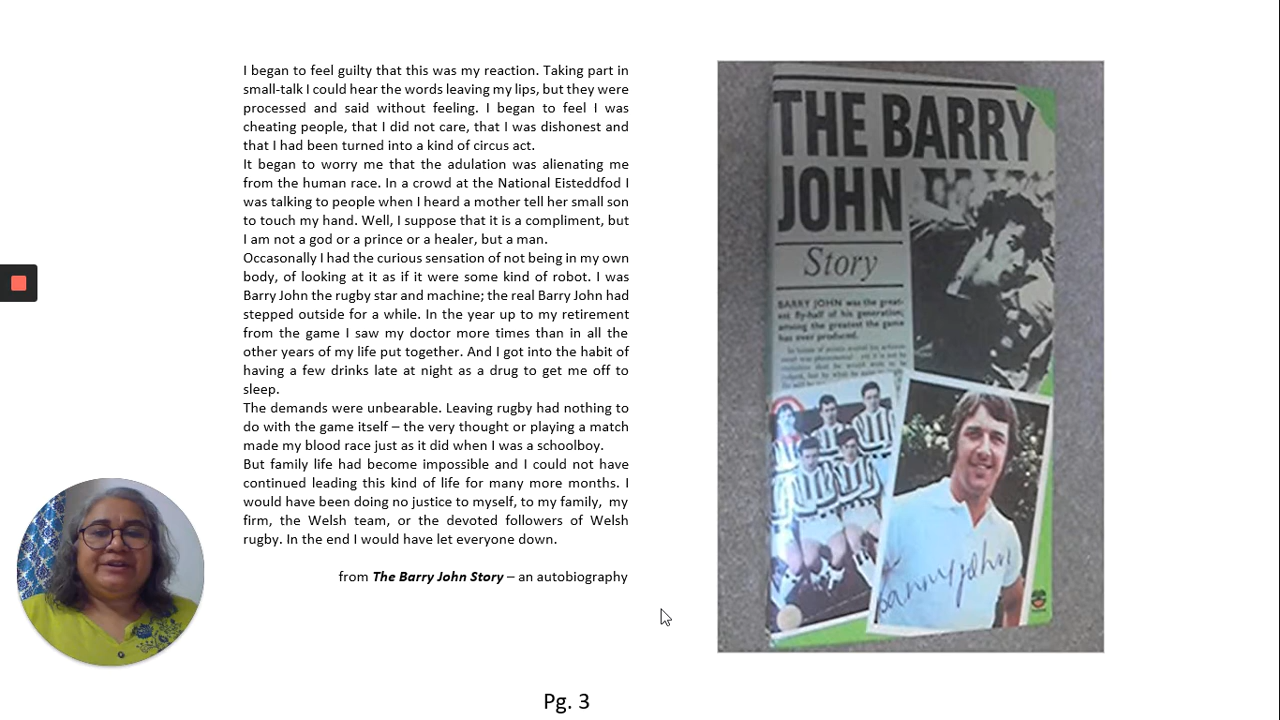 I began to feel guilty that this was my reaction. Taking part in
small-talk I could hear the words leaving my lips, but they were
processed and said without feeling. I began to feel I was
cheating people, that I did not care, that I was dishonest and
that I had been turned into a kind of circus act.
It began to worry me that the adulation was alienating me
from the human race. In a crowd at the National Eisteddfod I
was talking to people when I heard a mother tell her small son
to touch my hand. Well, I suppose that it is a compliment, but
I am not a god or a prince or a healer, but a man.
Occasonally I had the curious sensation of not being in my own
body, of looking at it as if it were some kind of robot. I was
Barry John the rugby star and machine; the real Barry John had
stepped outside for a while. In the year up to my retirement
from the game I saw my doctor more times than in all the
other years of my life put together. And I got into the habit of
having a few drinks late at night as a drug to get me off to
sleep.
The demands were unbearable. Leaving rugby had nothing to
do with the game itself – the very thought or playing a match
made my blood race just as it did when I was a schoolboy.
But family life had become impossible and I could not have
continued leading this kind of life for many more months. I
would have been doing no justice to myself, to my family, my
firm, the Welsh team, or the devoted followers of Welsh
rugby. In the end I would have let everyone down.
from The Barry John Story – an autobiography
THE BARRY
JOHN
Story
BARRY JOHN was the great-
est fly-half of his generation;
among the greatest the game
has ever produced.
Barry John
Pg. 3